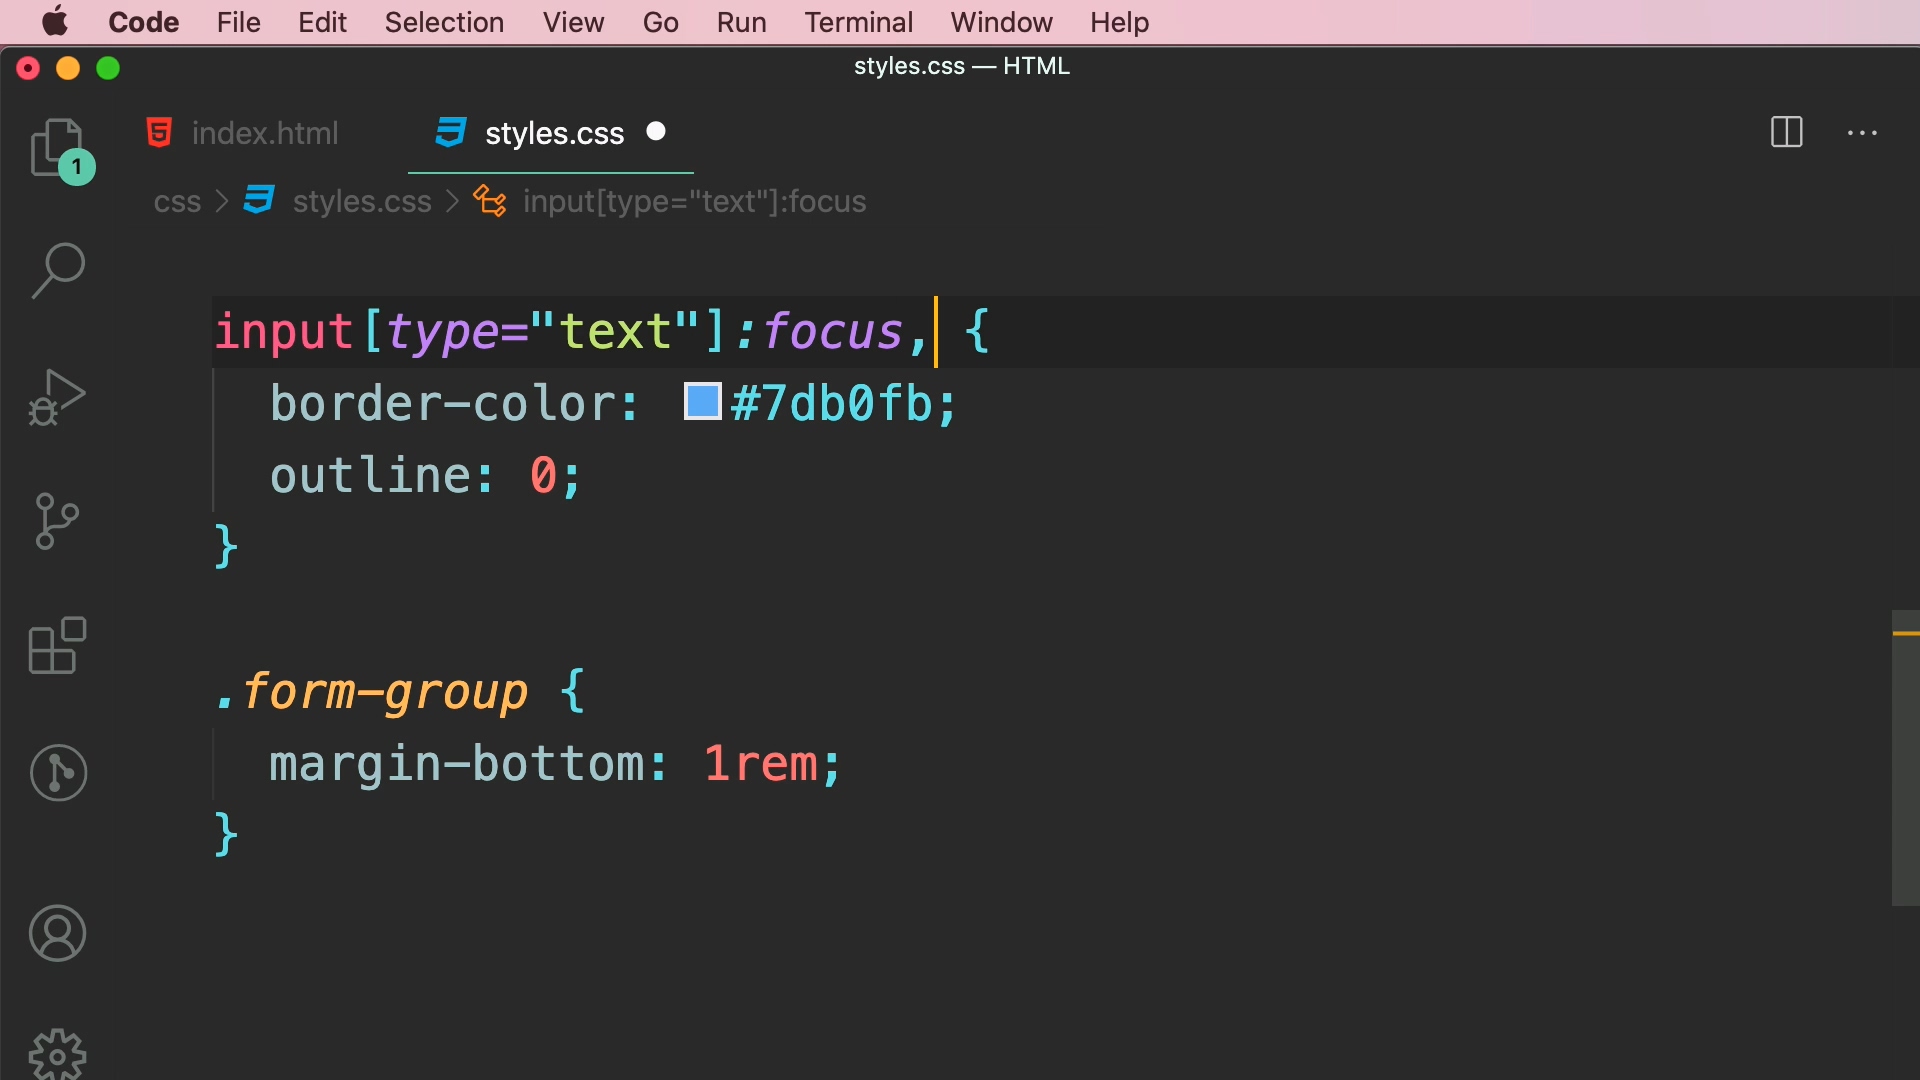 Code File Edit Selection View Go Run Terminal Window Help
styles.css — HTML
index.html styles.css
1
css > styles.css > input[type="text"]:focus
input[type="text"]:focus, {
border-color: #7db0fb;
outline: 0;
}
.form-group {
margin-bottom: 1rem;
}